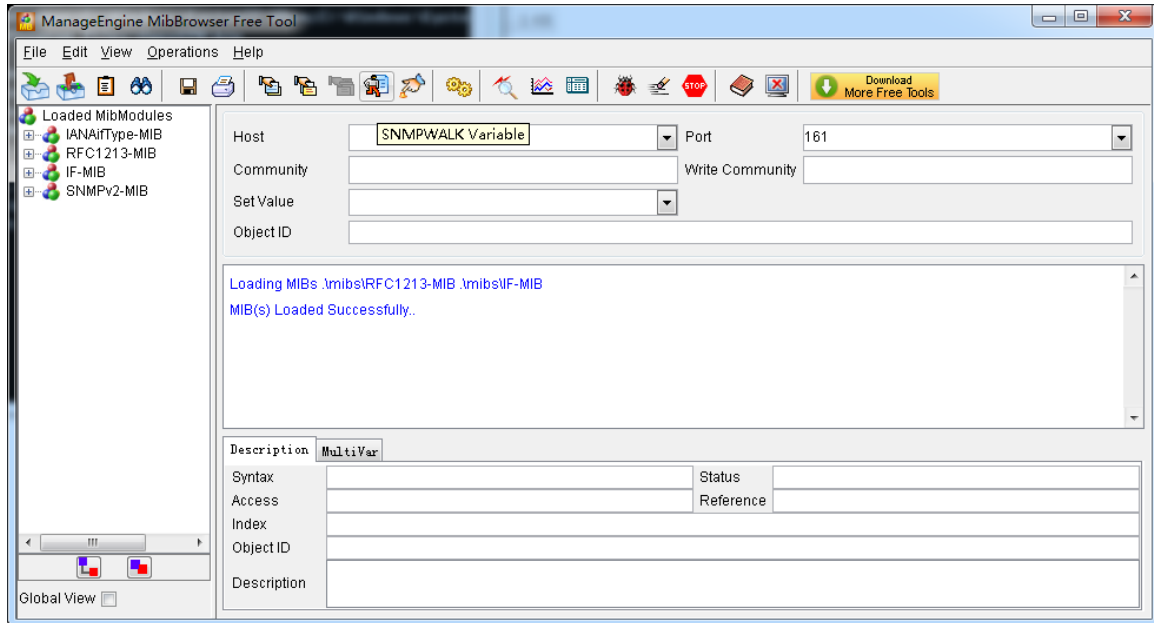 ManageEngine MibBrowser Free Tool
File Edit View Operations Help
STOP
Download
More Free Tools
Loaded MibModules
IANAifType-MIB
RFC1213-MIB
IF-MIB
SNMPv2-MIB
Global View
Host
SNMPWALK Variable
Port
161
Community
Write Community
Set Value
Object ID
Loading MIBs .\mibs\RFC1213-MIB .\mibs\IF-MIB
MIB(s) Loaded Successfully..
Description MultiVar
Syntax
Status
Access
Reference
Index
Object ID
Description